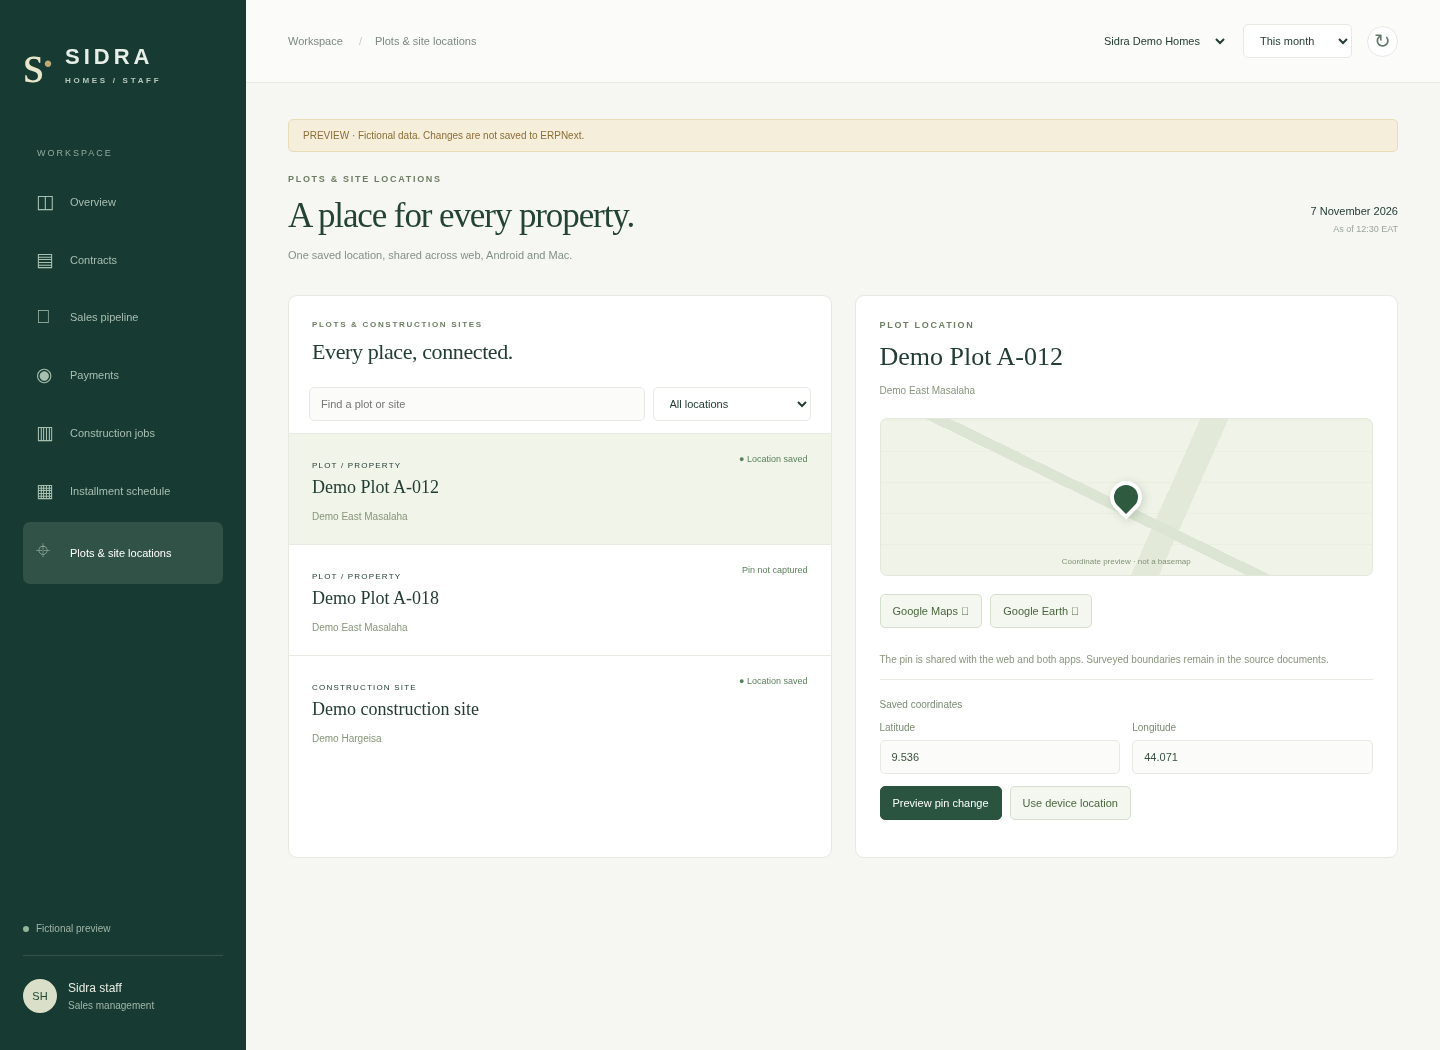 S
SIDRA
HOMES / STAFF
WORKSPACE
Overview
Contracts
Sales pipeline
Payments
Construction jobs
Installment schedule
Plots & site locations
Fictional preview
SH
Sidra staff
Sales management
Workspace / Plots & site locations
Sidra Demo Homes
This month
PREVIEW · Fictional data. Changes are not saved to ERPNext.
PLOTS & SITE LOCATIONS
A place for every property.
One saved location, shared across web, Android and Mac.
7 November 2026
As of 12:30 EAT
PLOTS & CONSTRUCTION SITES
Every place, connected.
Find a plot or site
All locations
PLOT / PROPERTY
● Location saved
Demo Plot A-012
Demo East Masalaha
PLOT / PROPERTY
Pin not captured
Demo Plot A-018
Demo East Masalaha
CONSTRUCTION SITE
● Location saved
Demo construction site
Demo Hargeisa
PLOT LOCATION
Demo Plot A-012
Demo East Masalaha
Coordinate preview · not a basemap
Google Maps
Google Earth
The pin is shared with the web and both apps. Surveyed boundaries remain in the source documents.
Saved coordinates
Latitude
Longitude
9.536
44.071
Preview pin change
Use device location